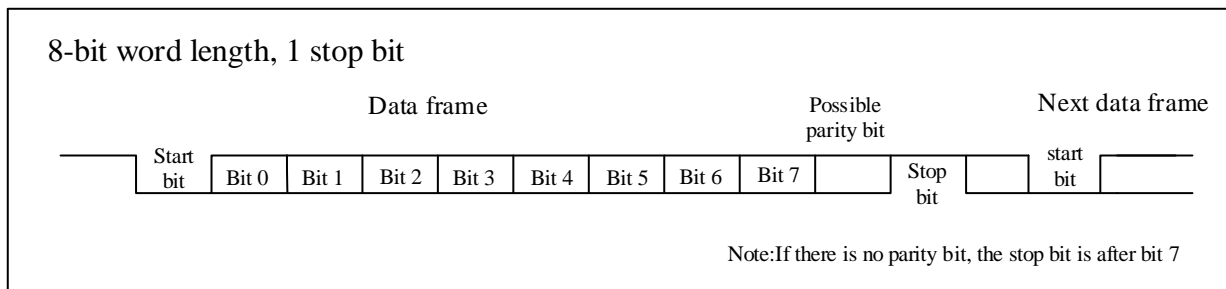 8-bit word length, 1 stop bit
Data frame
Possible
parity bit
Next data frame
Start
bit
Bit 0
Bit 1
Bit 2
Bit 3
Bit 4
Bit 5
Bit 6
Bit 7
Stop
bit
start
bit
Note:If there is no parity bit, the stop bit is after bit 7